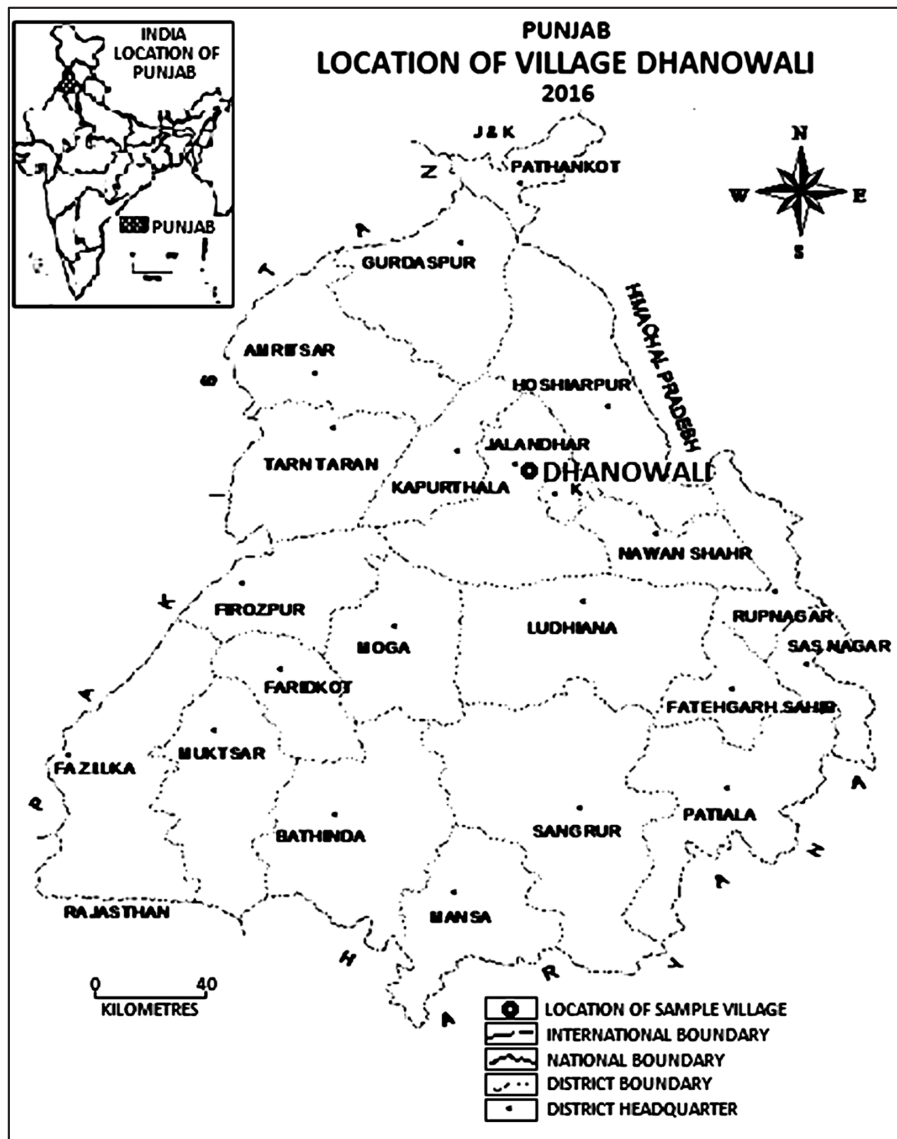 PUNJAB
LOCATION OF VILLAGE DHANOWALI
2016
INDIA
LOCATION OF
PUNJAB
PUNJAB
N
W E
S
J & K
PATHANKOT
GURDASPUR
HIMACHAL PRADESH
AMRITSAR
HOSHIARPUR
TARN TARAN
JALANDHAR
DHANOWALI
KAPURTHALA
K
NAWAN SHAHR
PAKISTAN
FIROZPUR
MOGA
LUDHIANA
RUPNAGAR
SAS NAGAR
FARIDKOT
FATEHGARH SAHIB
MUKTSAR
FAZILKA
BATHINDA
SANGRUR
PATIALA
MANSA
RAJASTHAN
HARYANA
0 40
KILOMETRES
LOCATION OF SAMPLE VILLAGE
INTERNATIONAL BOUNDARY
NATIONAL BOUNDARY
DISTRICT BOUNDARY
DISTRICT HEADQUARTER